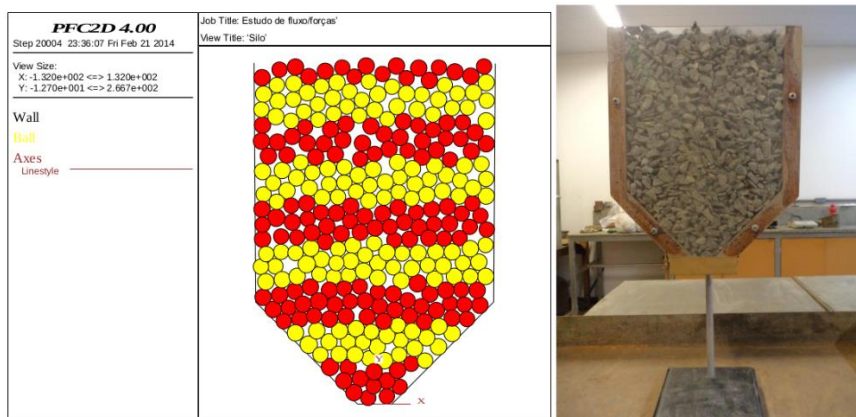 PFC2D 4.00
Step 20004 23:36:07 Fri Feb 21 2014
View Size:
X: -1.320e+002 <=> 1.320e+002
Y: -1.270e+001 <=> 2.667e+002
Wall
Ball
Axes
Linestyle
Job Title: Estudo de fluxo/forças'
View Title: 'Silo'
Y
X